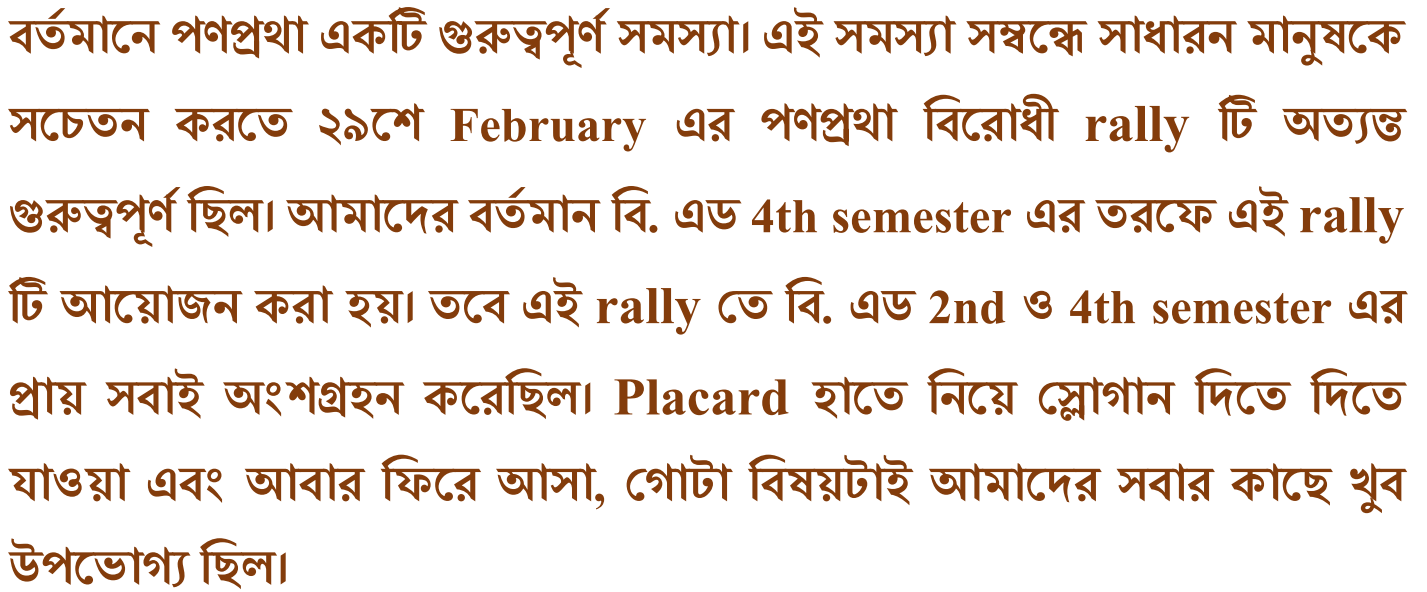 বর্তমানে পণপ্রথা একটি গুরুত্বপূর্ণ সমস্যা। এই সমস্যা সম্বন্ধে সাধারন মানুষকে
সচেতন করতে ২৯শে February এর পণপ্রথা বিরোধী rally টি অত্যন্ত
গুরুত্বপূর্ণ ছিল। আমাদের বর্তমান বি. এড 4th semester এর তরফে এই rally
টি আয়োজন করা হয়। তবে এই rally তে বি. এড 2nd ও 4th semester এর
প্রায় সবাই অংশগ্রহন করেছিল। Placard হাতে নিয়ে স্লোগান দিতে দিতে
যাওয়া এবং আবার ফিরে আসা, গোটা বিষয়টাই আমাদের সবার কাছে খুব
উপভোগ্য ছিল।